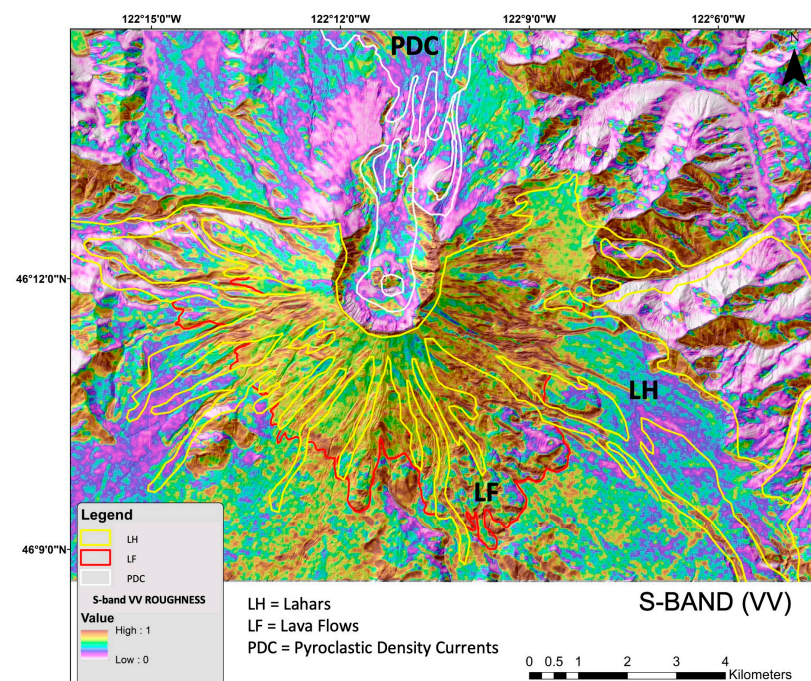 122°15'0"W 122°12'0"W 122°9'0"W 122°6'0"W
PDC
N
46°12'0"N
LH
LF
46°9'0"N
Legend
LH
LF
PDC
S-band VV ROUGHNESS
Value
High : 1
Low : 0
LH = Lahars
LF = Lava Flows
PDC = Pyroclastic Density Currents
S-BAND (VV)
0 0.5 1 2 3 4
Kilometers